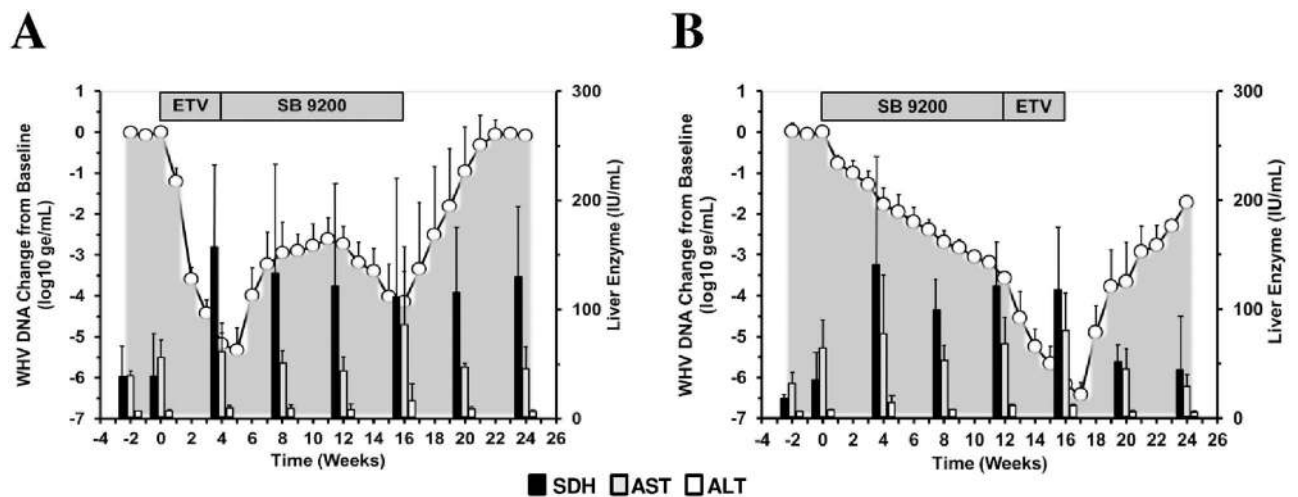 A
B
ETV
SB 9200
SB 9200
ETV
WHV DNA Change from Baseline
(log10 ge/mL)
1
0
-1
-2
-3
-4
-5
-6
-7
300
200
100
0
Liver Enzyme (IU/mL)
-4 -2 0 2 4 6 8 10 12 14 16 18 20 22 24 26
Time (Weeks)
WHV DNA Change from Baseline
(log10 ge/mL)
1
0
-1
-2
-3
-4
-5
-6
-7
300
200
100
0
Liver Enzyme (IU/mL)
-4 -2 0 2 4 6 8 10 12 14 16 18 20 22 24 26
Time (Weeks)
SDH AST ALT